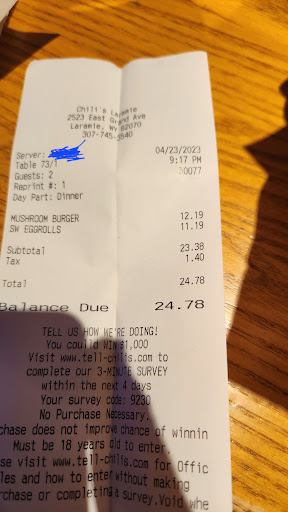 Chili's Laramie
2523 East Grand Ave
Laramie, WY 82070
307-745-5540
Server:
04/23/2023
Table 73/1
9:17 PM
Guests: 2
0077
Reprint #: 1
Day Part: Dinner
MUSHROOM BURGER 12.19
SW EGGROLLS 11.19
Subtotal 23.38
Tax 1.40
Total 24.78
Balance Due 24.78
TELL US HOW WE'RE DOING!
You could WIN $1,000
Visit www.tell-chilis.com to
complete our 3-MINUTE SURVEY
within the next 4 days
Your survey code: 9230
No Purchase Necessary.
chase does not improve chance of winnin
Must be 18 years old to enter.
se visit www.tell-chilis.com for Offic
les and how to enter without making
rchase or completing a survey.Void whe